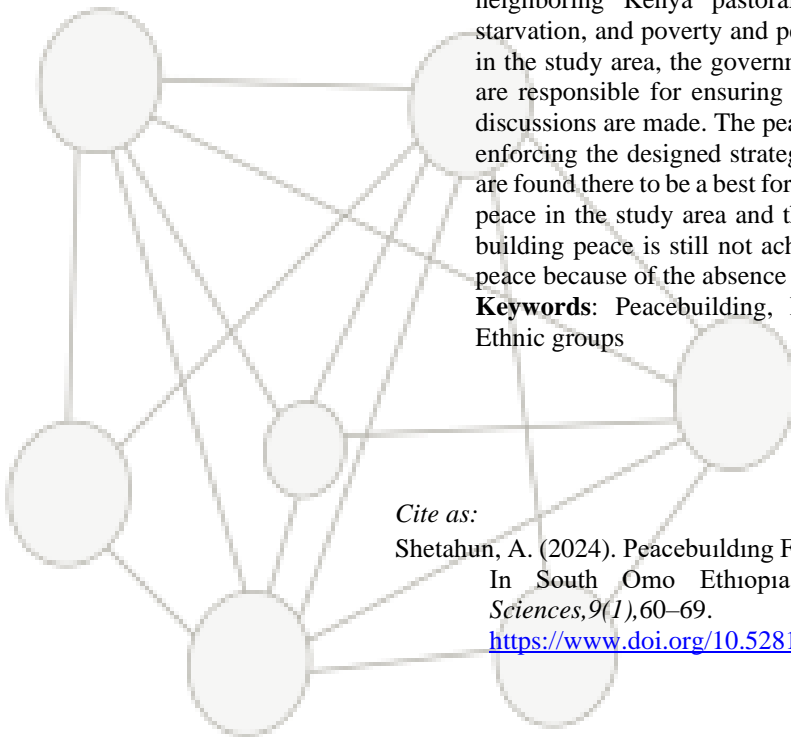 neighboring Kenya pastoral
starvation, and poverty and po
in the study area, the governm
are responsible for ensuring
discussions are made. The pea
enforcing the designed strateg
are found there to be a best for
peace in the study area and th
building peace is still not ach
peace because of the absence
Keywords: Peacebuilding,
Ethnic groups
Cite as:
Shetahun, A. (2024). Peacebuıldıng F
In South Omo Ethıopıa
Sciences,9(1),60–69.
https://www.doi.org/10.5281